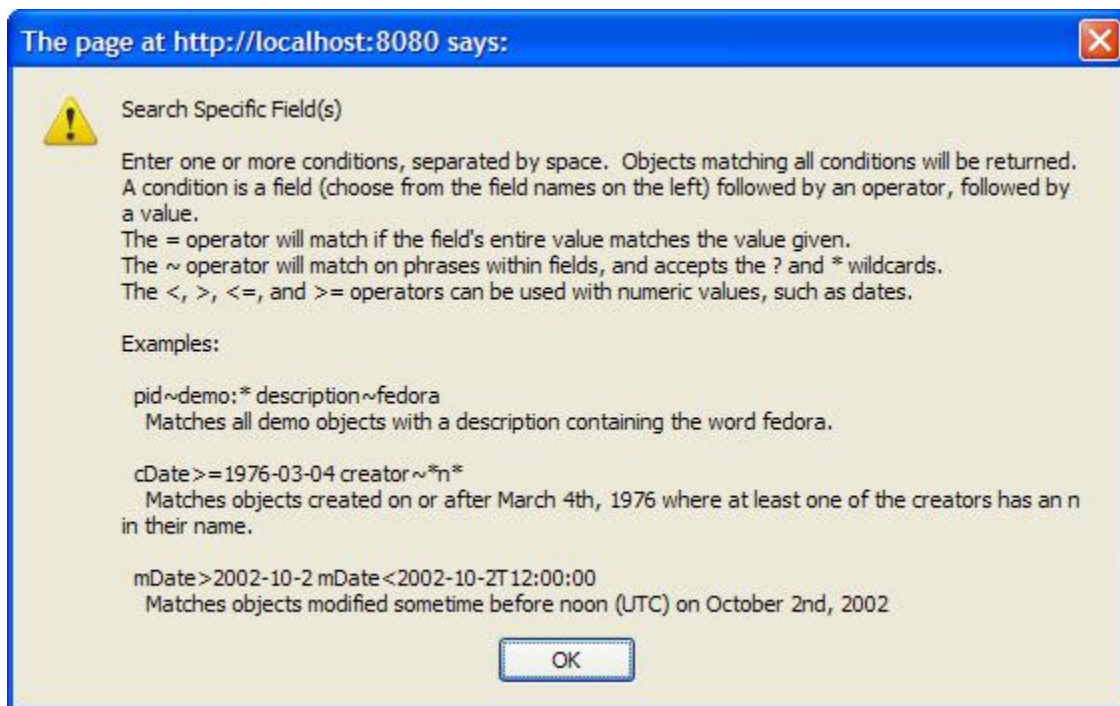 The page at http://localhost:8080 says:
Search Specific Field(s)
Enter one or more conditions, separated by space.  Objects matching all conditions will be returned.
A condition is a field (choose from the field names on the left) followed by an operator, followed by
a value.
The = operator will match if the field's entire value matches the value given.
The ~ operator will match on phrases within fields, and accepts the ? and * wildcards.
The <, >, <=, and >= operators can be used with numeric values, such as dates.
Examples:
pid~demo:* description~fedora
Matches all demo objects with a description containing the word fedora.
cDate>=1976-03-04 creator~*n*
Matches objects created on or after March 4th, 1976 where at least one of the creators has an n
in their name.
mDate>2002-10-2 mDate<2002-10-2T12:00:00
Matches objects modified sometime before noon (UTC) on October 2nd, 2002
OK